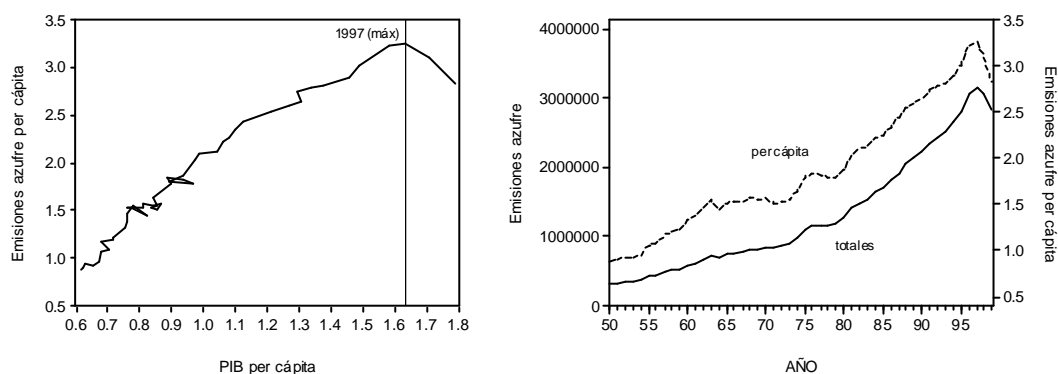 Emisiones azufre per cápita
3.5
3.0
2.5
2.0
1.5
1.0
0.5
1997 (máx)
0.6 0.7 0.8 0.9 1.0 1.1 1.2 1.3 1.4 1.5 1.6 1.7 1.8
PIB per cápita
Emisiones azufre
4000000
3000000
2000000
1000000
0
per cápita
totales
3.5
3.0
2.5
2.0
1.5
1.0
0.5
Emisiones azufre per cápita
50 55 60 65 70 75 80 85 90 95
AÑO